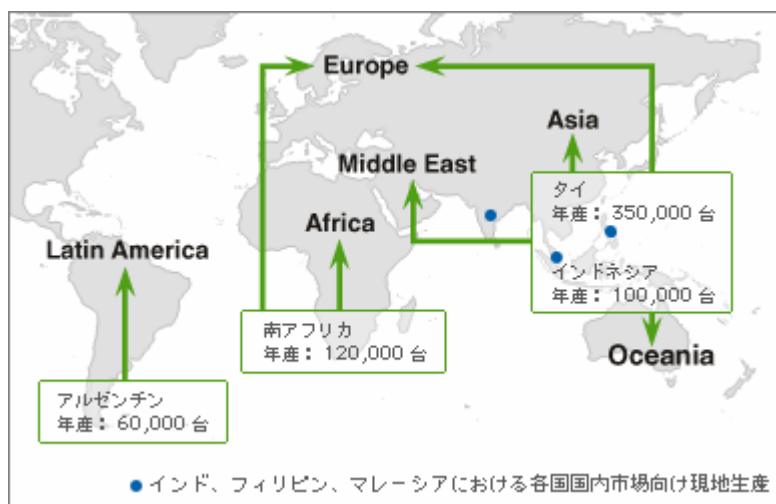 Europe
Asia
Middle East
タイ
年産： 350,000 台
Africa
Latin America
インドネシア
年産： 100,000 台
南アフリカ
年産： 120,000 台
Oceania
アルゼンチン
年産： 60,000 台
インド、フィリピン、マレーシアにおける各国国内市場向け現地生産